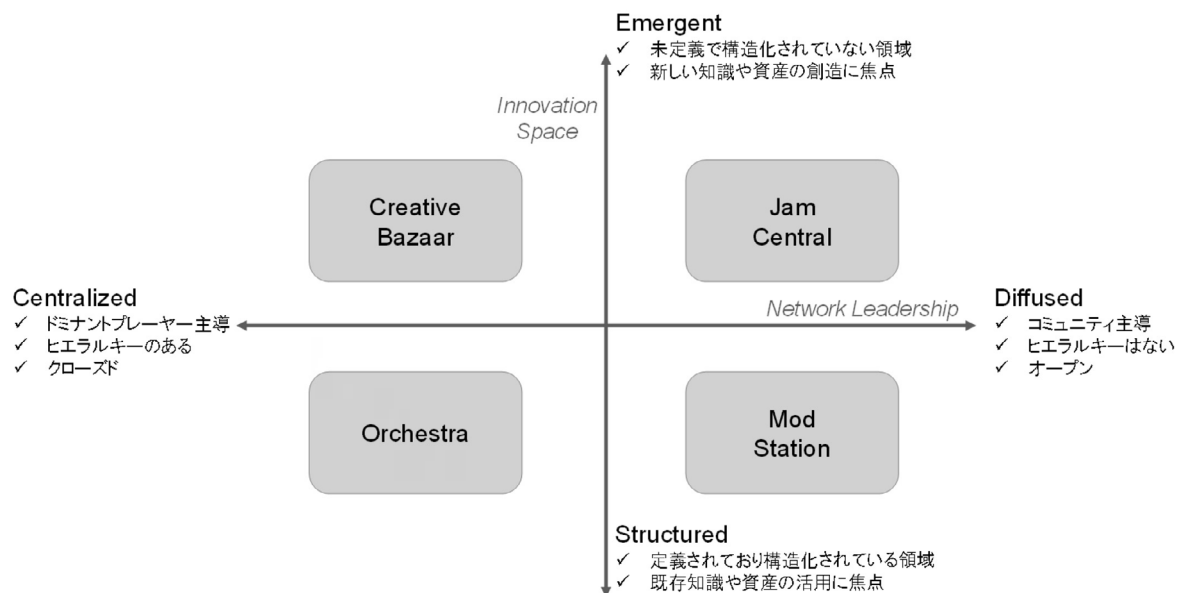 Emergent
✓ 未定義で構造化されていない領域
✓ 新しい知識や資産の創造に焦点
Innovation
Space
Creative
Bazaar
Jam
Central
Centralized
✓ ドミナントプレーヤー主導
✓ ヒエラルキーのある
✓ クローズド
Network Leadership
Diffused
✓ コミュニティ主導
✓ ヒエラルキーはない
✓ オープン
Orchestra
Mod
Station
Structured
✓ 定義されており構造化されている領域
✓ 既存知識や資産の活用に焦点